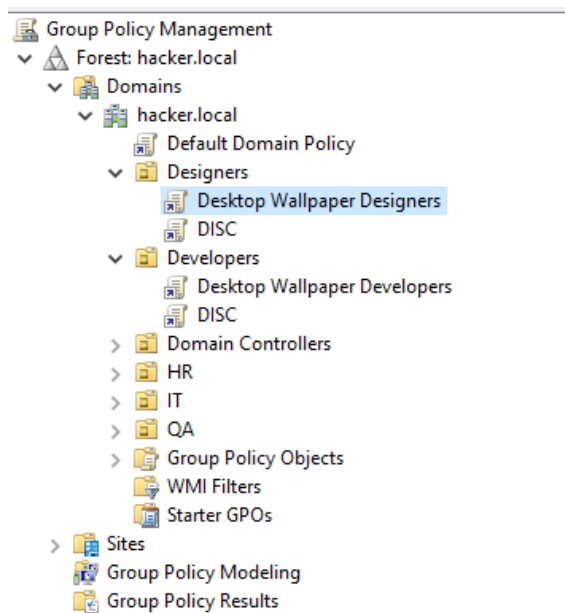 Group Policy Management
Forest: hacker.local
Domains
hacker.local
Default Domain Policy
Designers
Desktop Wallpaper Designers
DISC
Developers
Desktop Wallpaper Developers
DISC
Domain Controllers
HR
IT
QA
Group Policy Objects
WMI Filters
Starter GPOs
Sites
Group Policy Modeling
Group Policy Results